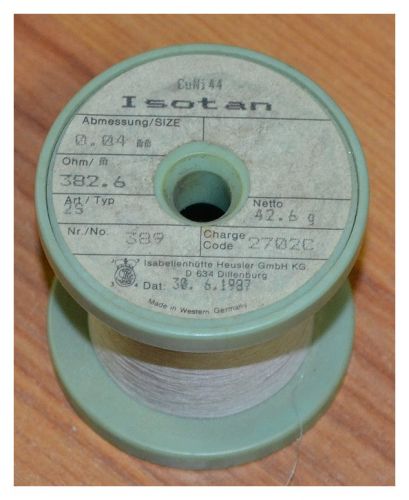 CuNi44
Isotan
Abmessung/SIZE
0.04 mm
Ohm/ m
382.6
Art / Typ
2S
Netto
42.6 g
Nr./No. 389
Charge Code 2702C
Isabellenhütte Heusler GmbH KG
D 634 Dillenburg
Dat: 30. 6.1987
Made in Western Germany